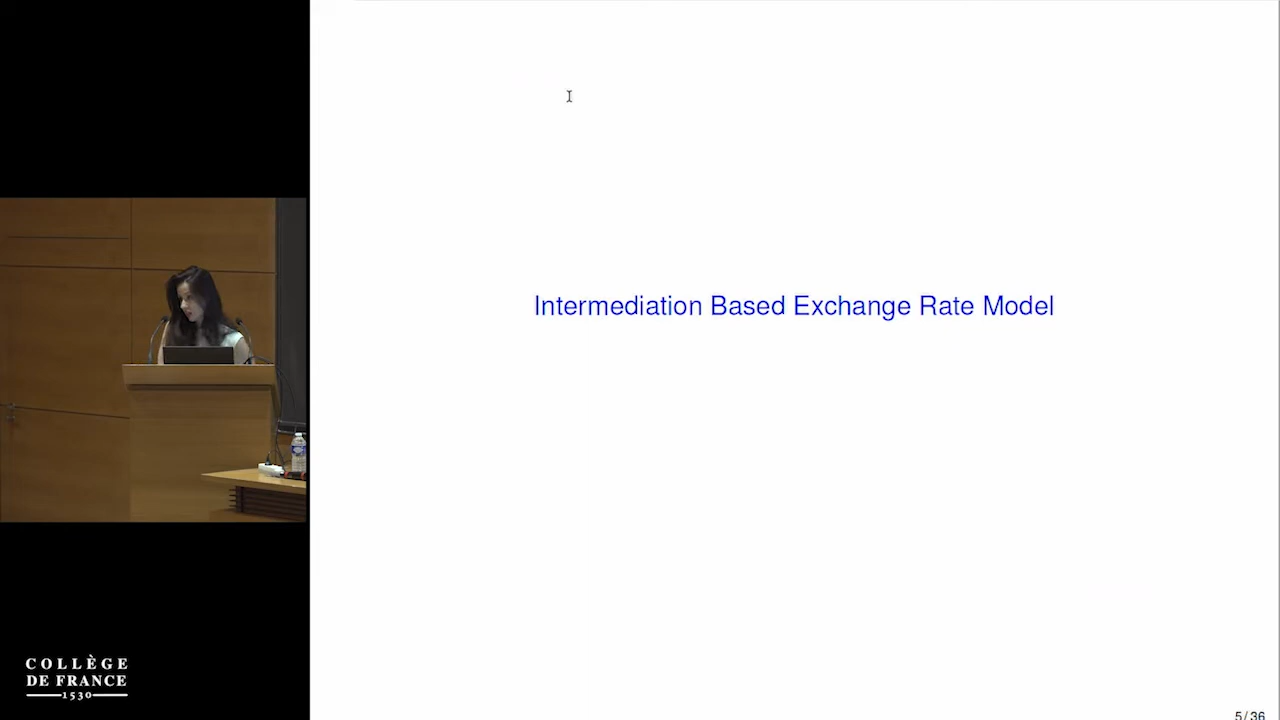 Intermediation Based Exchange Rate Model
COLLÈGE
DE FRANCE
1530
5/36